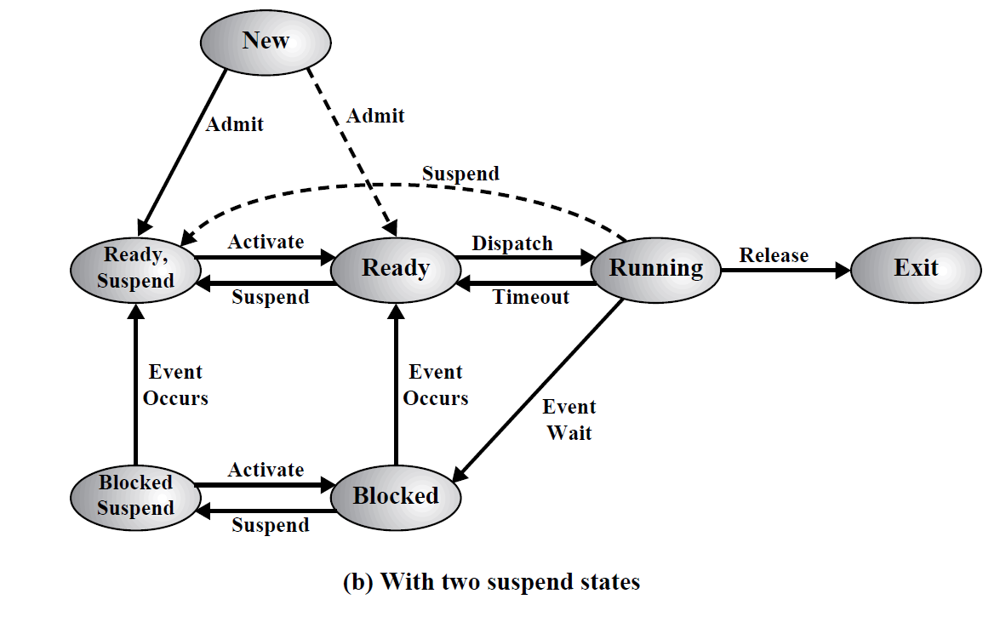 New
Admit
Admit
Suspend
Ready,
Suspend
Activate
Suspend
Ready
Dispatch
Timeout
Running
Release
Exit
Event
Occurs
Event
Occurs
Event
Wait
Blocked
Suspend
Activate
Suspend
Blocked
(b) With two suspend states